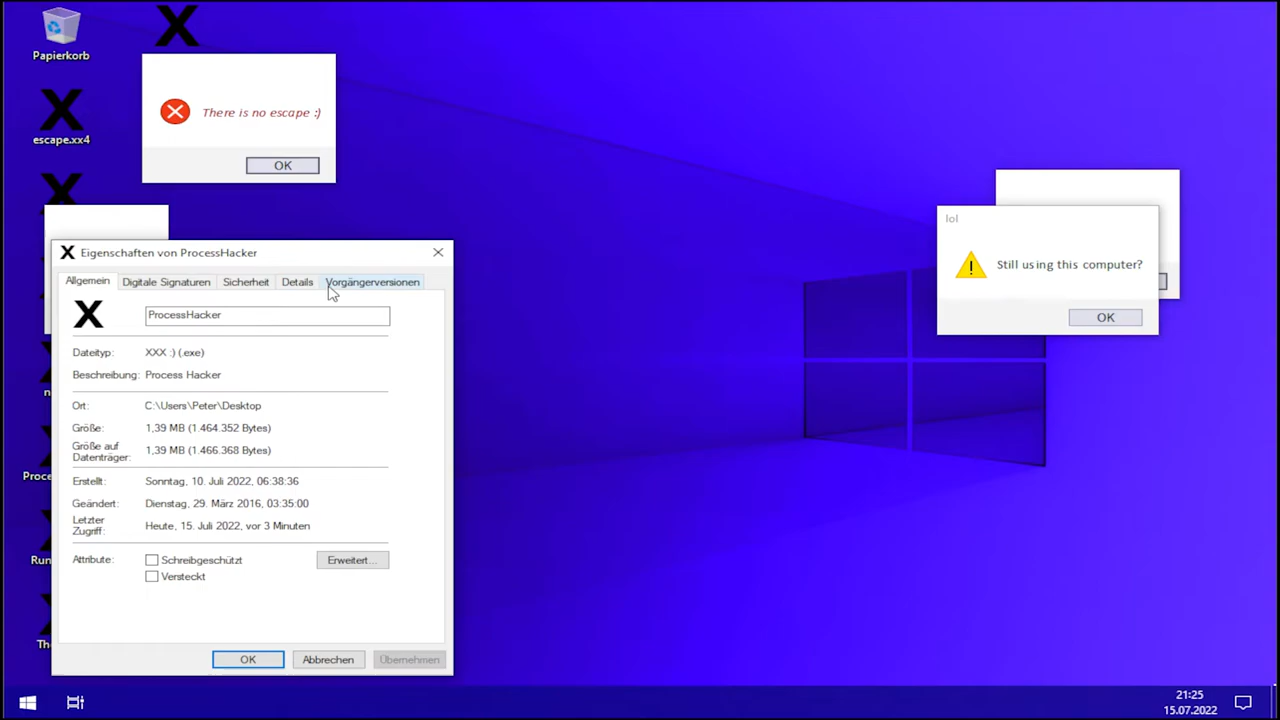 Papierkorb
There is no escape :)
OK
escape.xx4
lol
Still using this computer?
OK
Eigenschaften von ProcessHacker
Allgemein
Digitale Signaturen
Sicherheit
Details
Vorgängerversionen
ProcessHacker
Dateityp: XXX :) (.exe)
Beschreibung: Process Hacker
Ort: C:\Users\Peter\Desktop
Größe: 1,39 MB (1.464.352 Bytes)
Größe auf
Datenträger: 1,39 MB (1.466.368 Bytes)
Erstellt: Sonntag, 10. Juli 2022, 06:38:36
Geändert: Dienstag, 29. März 2016, 03:35:00
Letzter
Zugriff: Heute, 15. Juli 2022, vor 3 Minuten
Attribute: Schreibgeschützt
Erweitert...
Versteckt
OK
Abbrechen
Übernehmen
21:25
15.07.2022